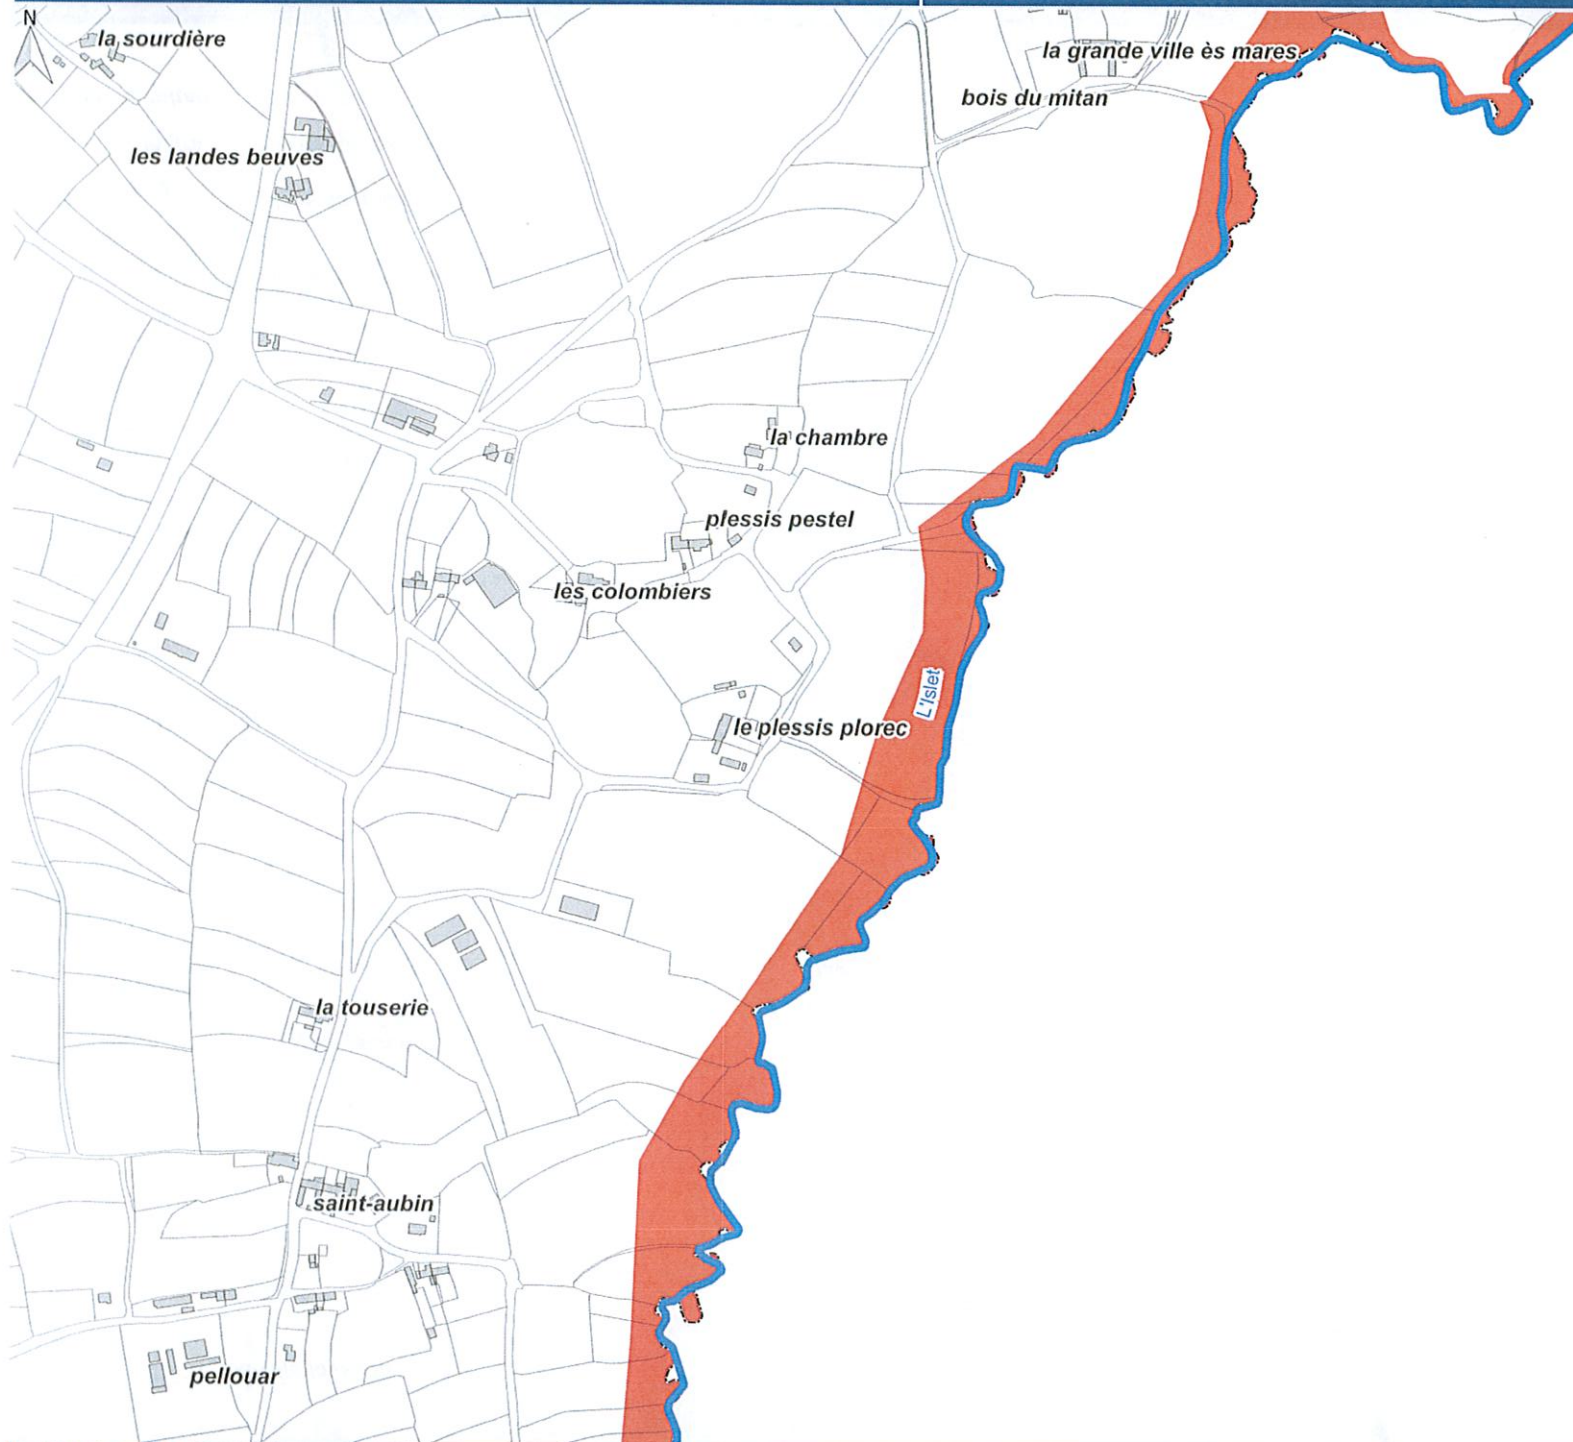 N
la sourdière
la grande ville ès mares
bois du mitan
les landes beuves
la chambre
plessis pestel
les colombiers
L'Islet
le plessis plorec
la touserie
saint-aubin
pellouar